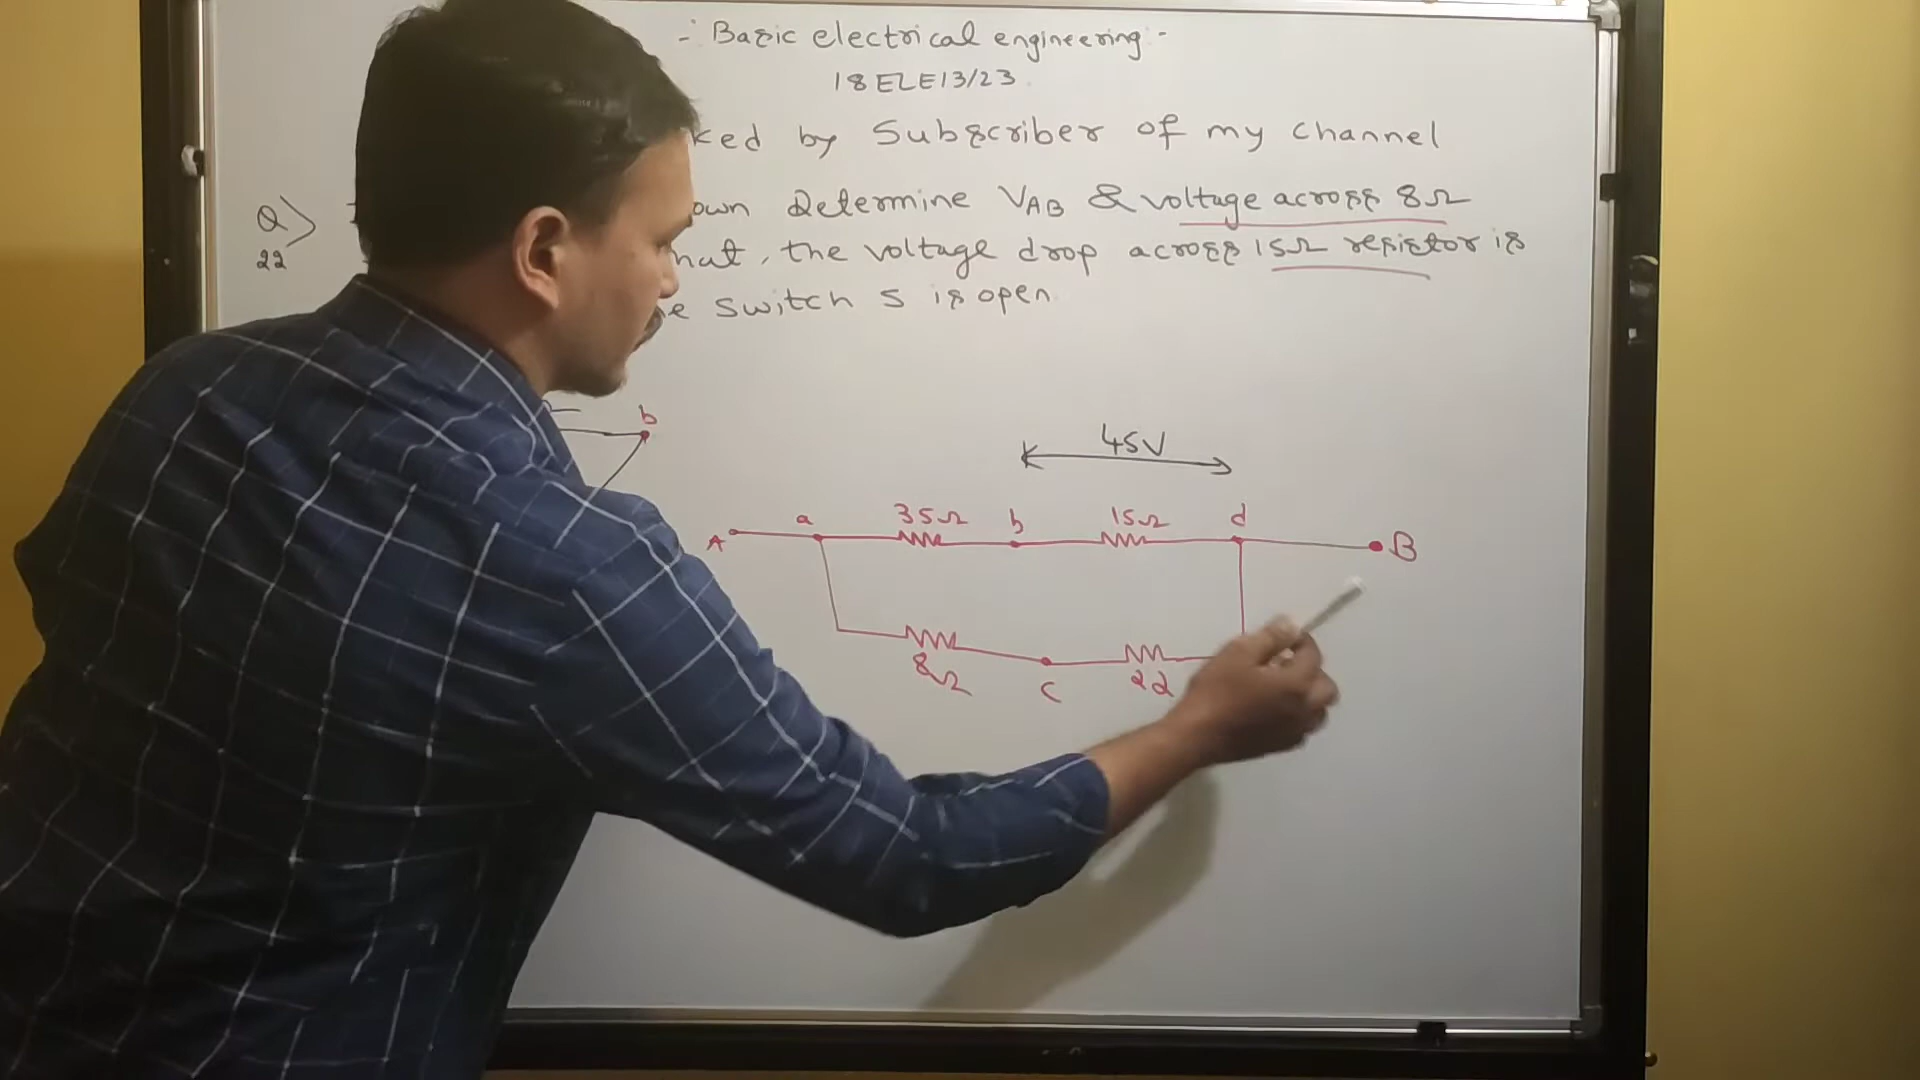 -: Basic electrical engineering :-
18ELE13/23
ked by Subscriber of my channel
Q> own Determine VAB & voltage across 8Ω
22 hat, the voltage drop across 15Ω resistor is
e switch S is open
b
45V
A a 35Ω b 15Ω d B
8Ω c 22